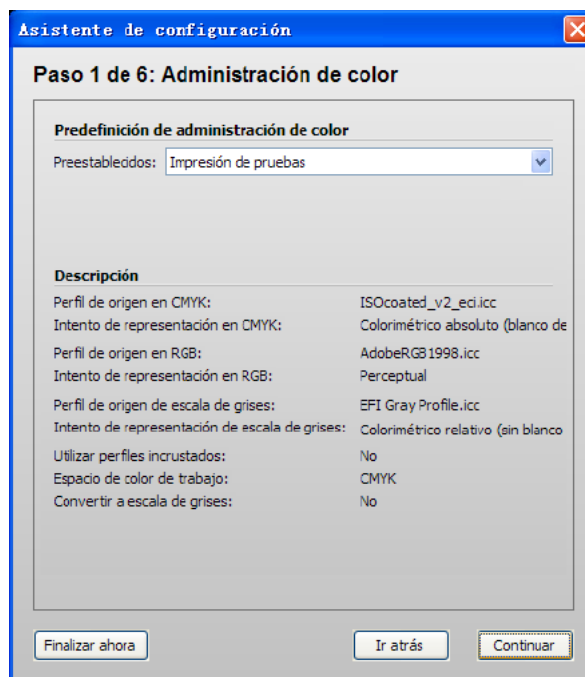 Asistente de configuración
Paso 1 de 6: Administración de color
Predefinición de administración de color
Preestablecidos: Impresión de pruebas
Descripción
Perfil de origen en CMYK: ISOcoated_v2_eci.icc
Intento de representación en CMYK: Colorimétrico absoluto (blanco de
Perfil de origen en RGB: AdobeRGB1998.icc
Intento de representación en RGB: Perceptual
Perfil de origen de escala de grises: EFI Gray Profile.icc
Intento de representación de escala de grises: Colorimétrico relativo (sin blanco
Utilizar perfiles incrustados: No
Espacio de color de trabajo: CMYK
Convertir a escala de grises: No
Finalizar ahora Ir atrás Continuar